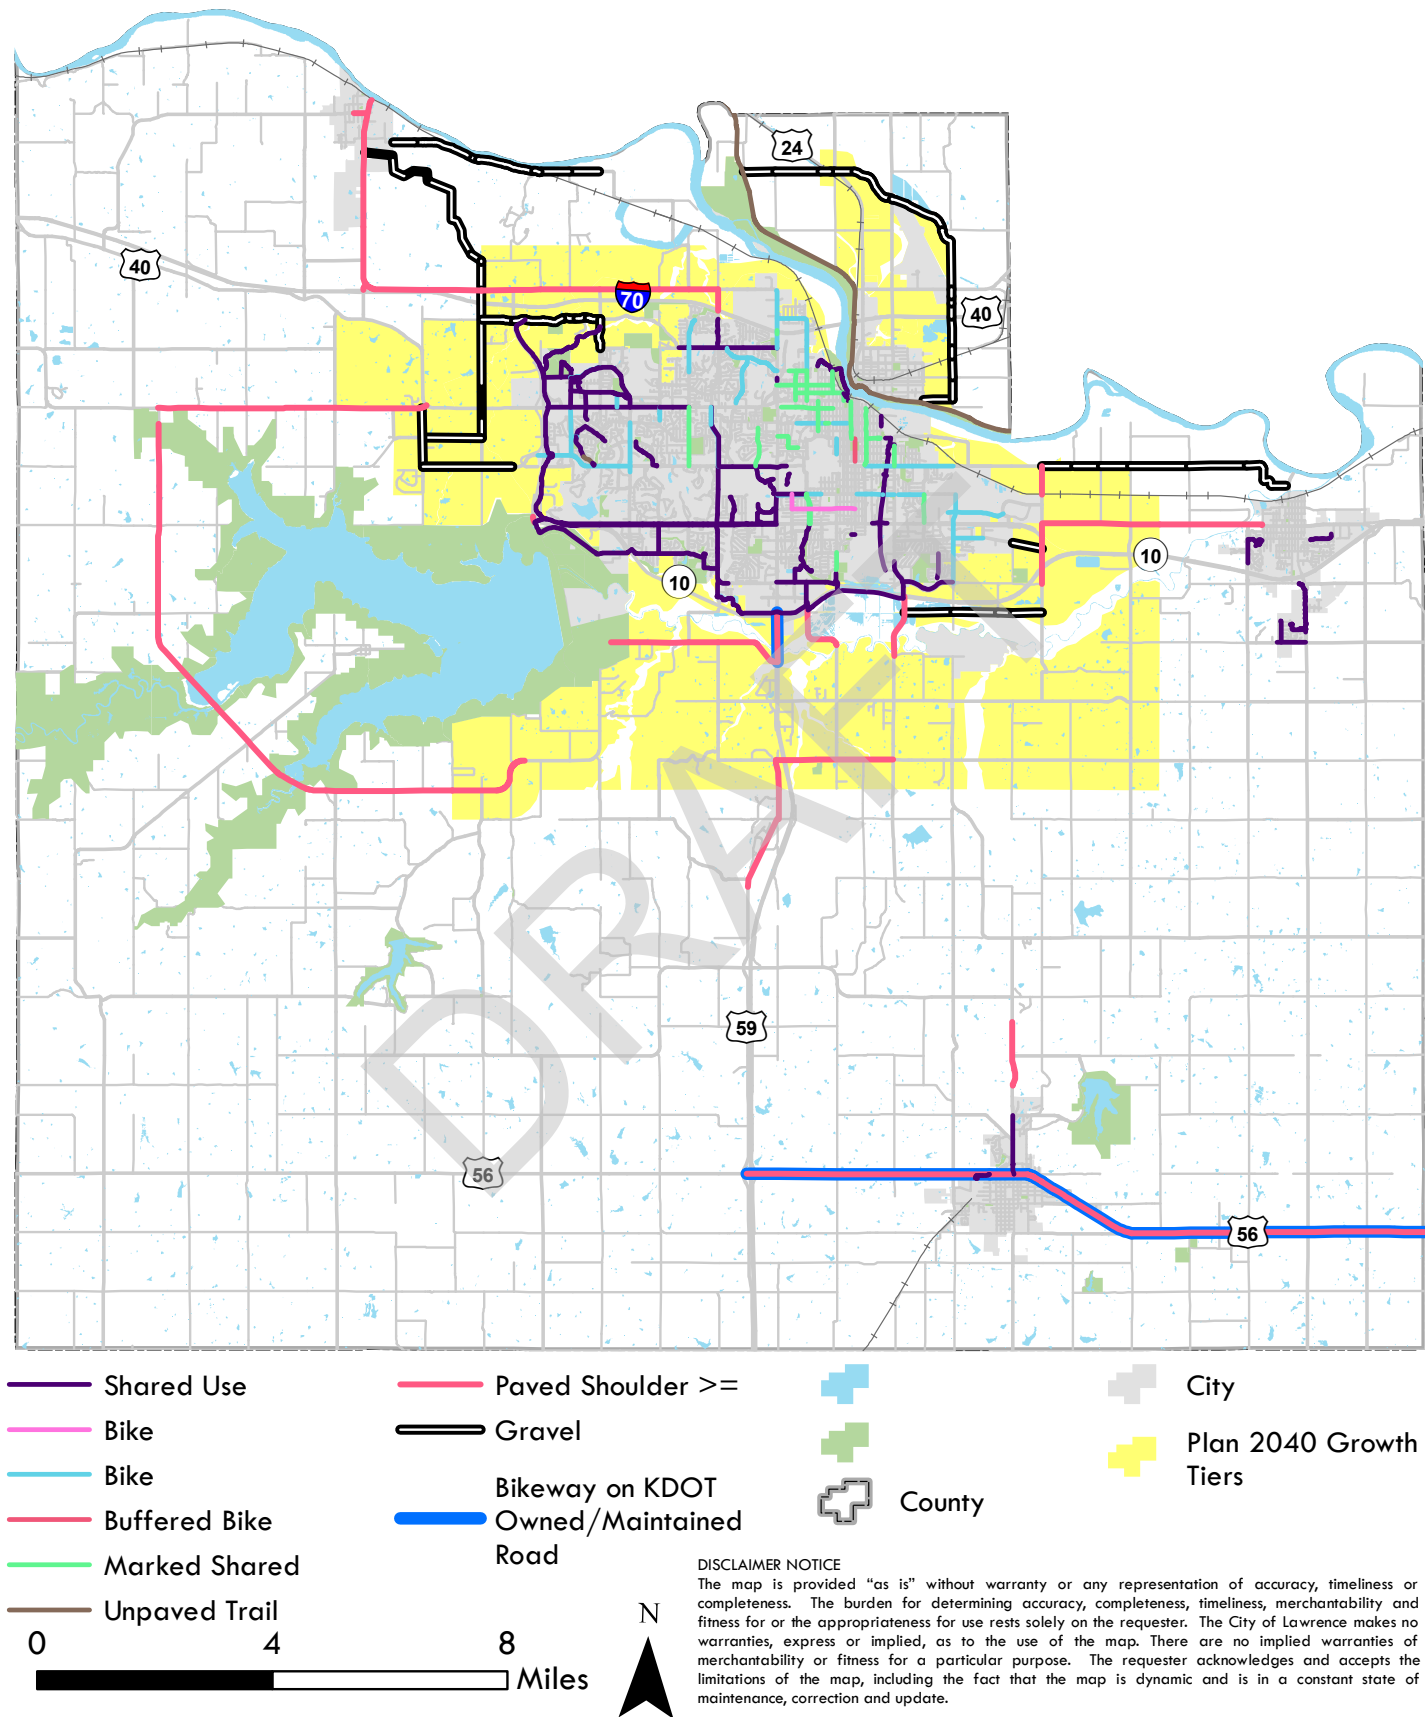 24
40
70
40
10
10
DRAFT
59
56
56
Shared Use
Bike
Bike
Buffered Bike
Marked Shared
Unpaved Trail
Paved Shoulder >=
Gravel
Bikeway on KDOT
Owned/Maintained
Road
County
City
Plan 2040 Growth
Tiers
0 4 8
Miles
N
DISCLAIMER NOTICE
The map is provided “as is” without warranty or any representation of accuracy, timeliness or
completeness. The burden for determining accuracy, completeness, timeliness, merchantability and
fitness for or the appropriateness for use rests solely on the requester. The City of Lawrence makes no
warranties, express or implied, as to the use of the map. There are no implied warranties of
merchantability or fitness for a particular purpose. The requester acknowledges and accepts the
limitations of the map, including the fact that the map is dynamic and is in a constant state of
maintenance, correction and update.